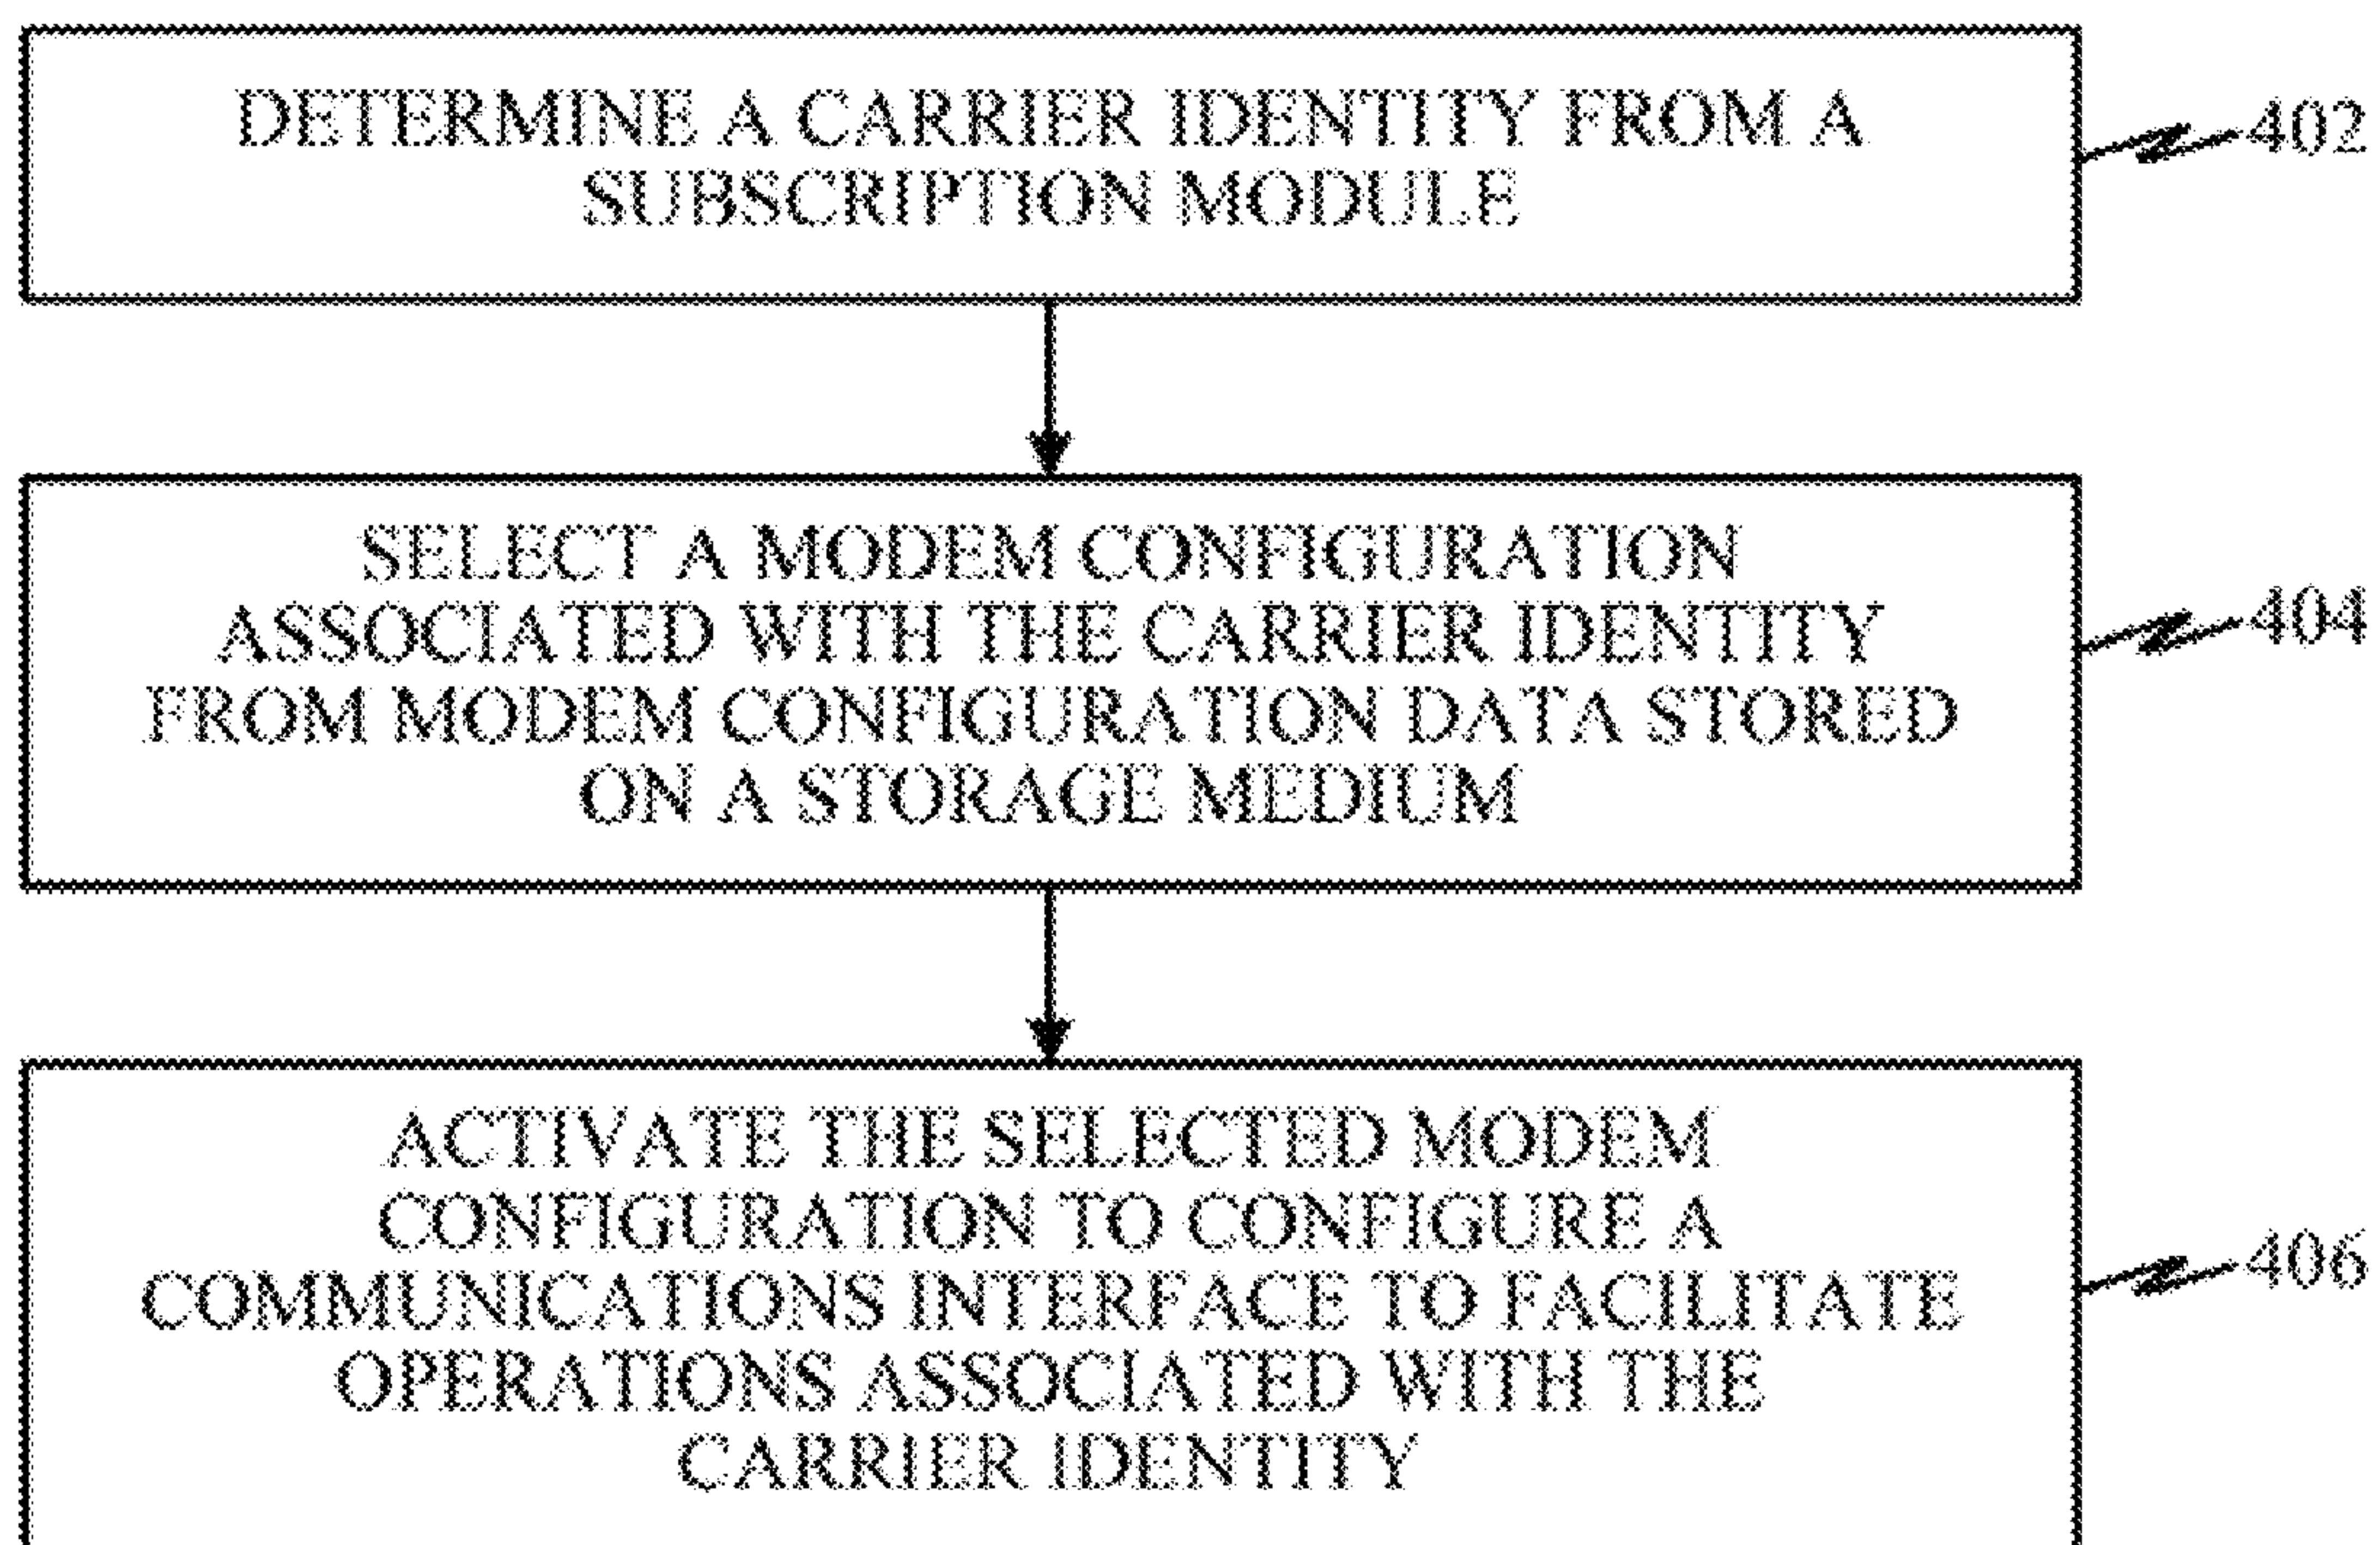 DETERMINE A CARRIER IDENTITY FROM A
SUBSCRIPTION MODULE
402
SELECT A MODEM CONFIGURATION
ASSOCIATED WITH THE CARRIER IDENTITY
FROM MODEM CONFIGURATION DATA STORED
ON A STORAGE MEDIUM
404
ACTIVATE THE SELECTED MODEM
CONFIGURATION TO CONFIGURE A
COMMUNICATIONS INTERFACE TO FACILITATE
OPERATIONS ASSOCIATED WITH THE
CARRIER IDENTITY
406